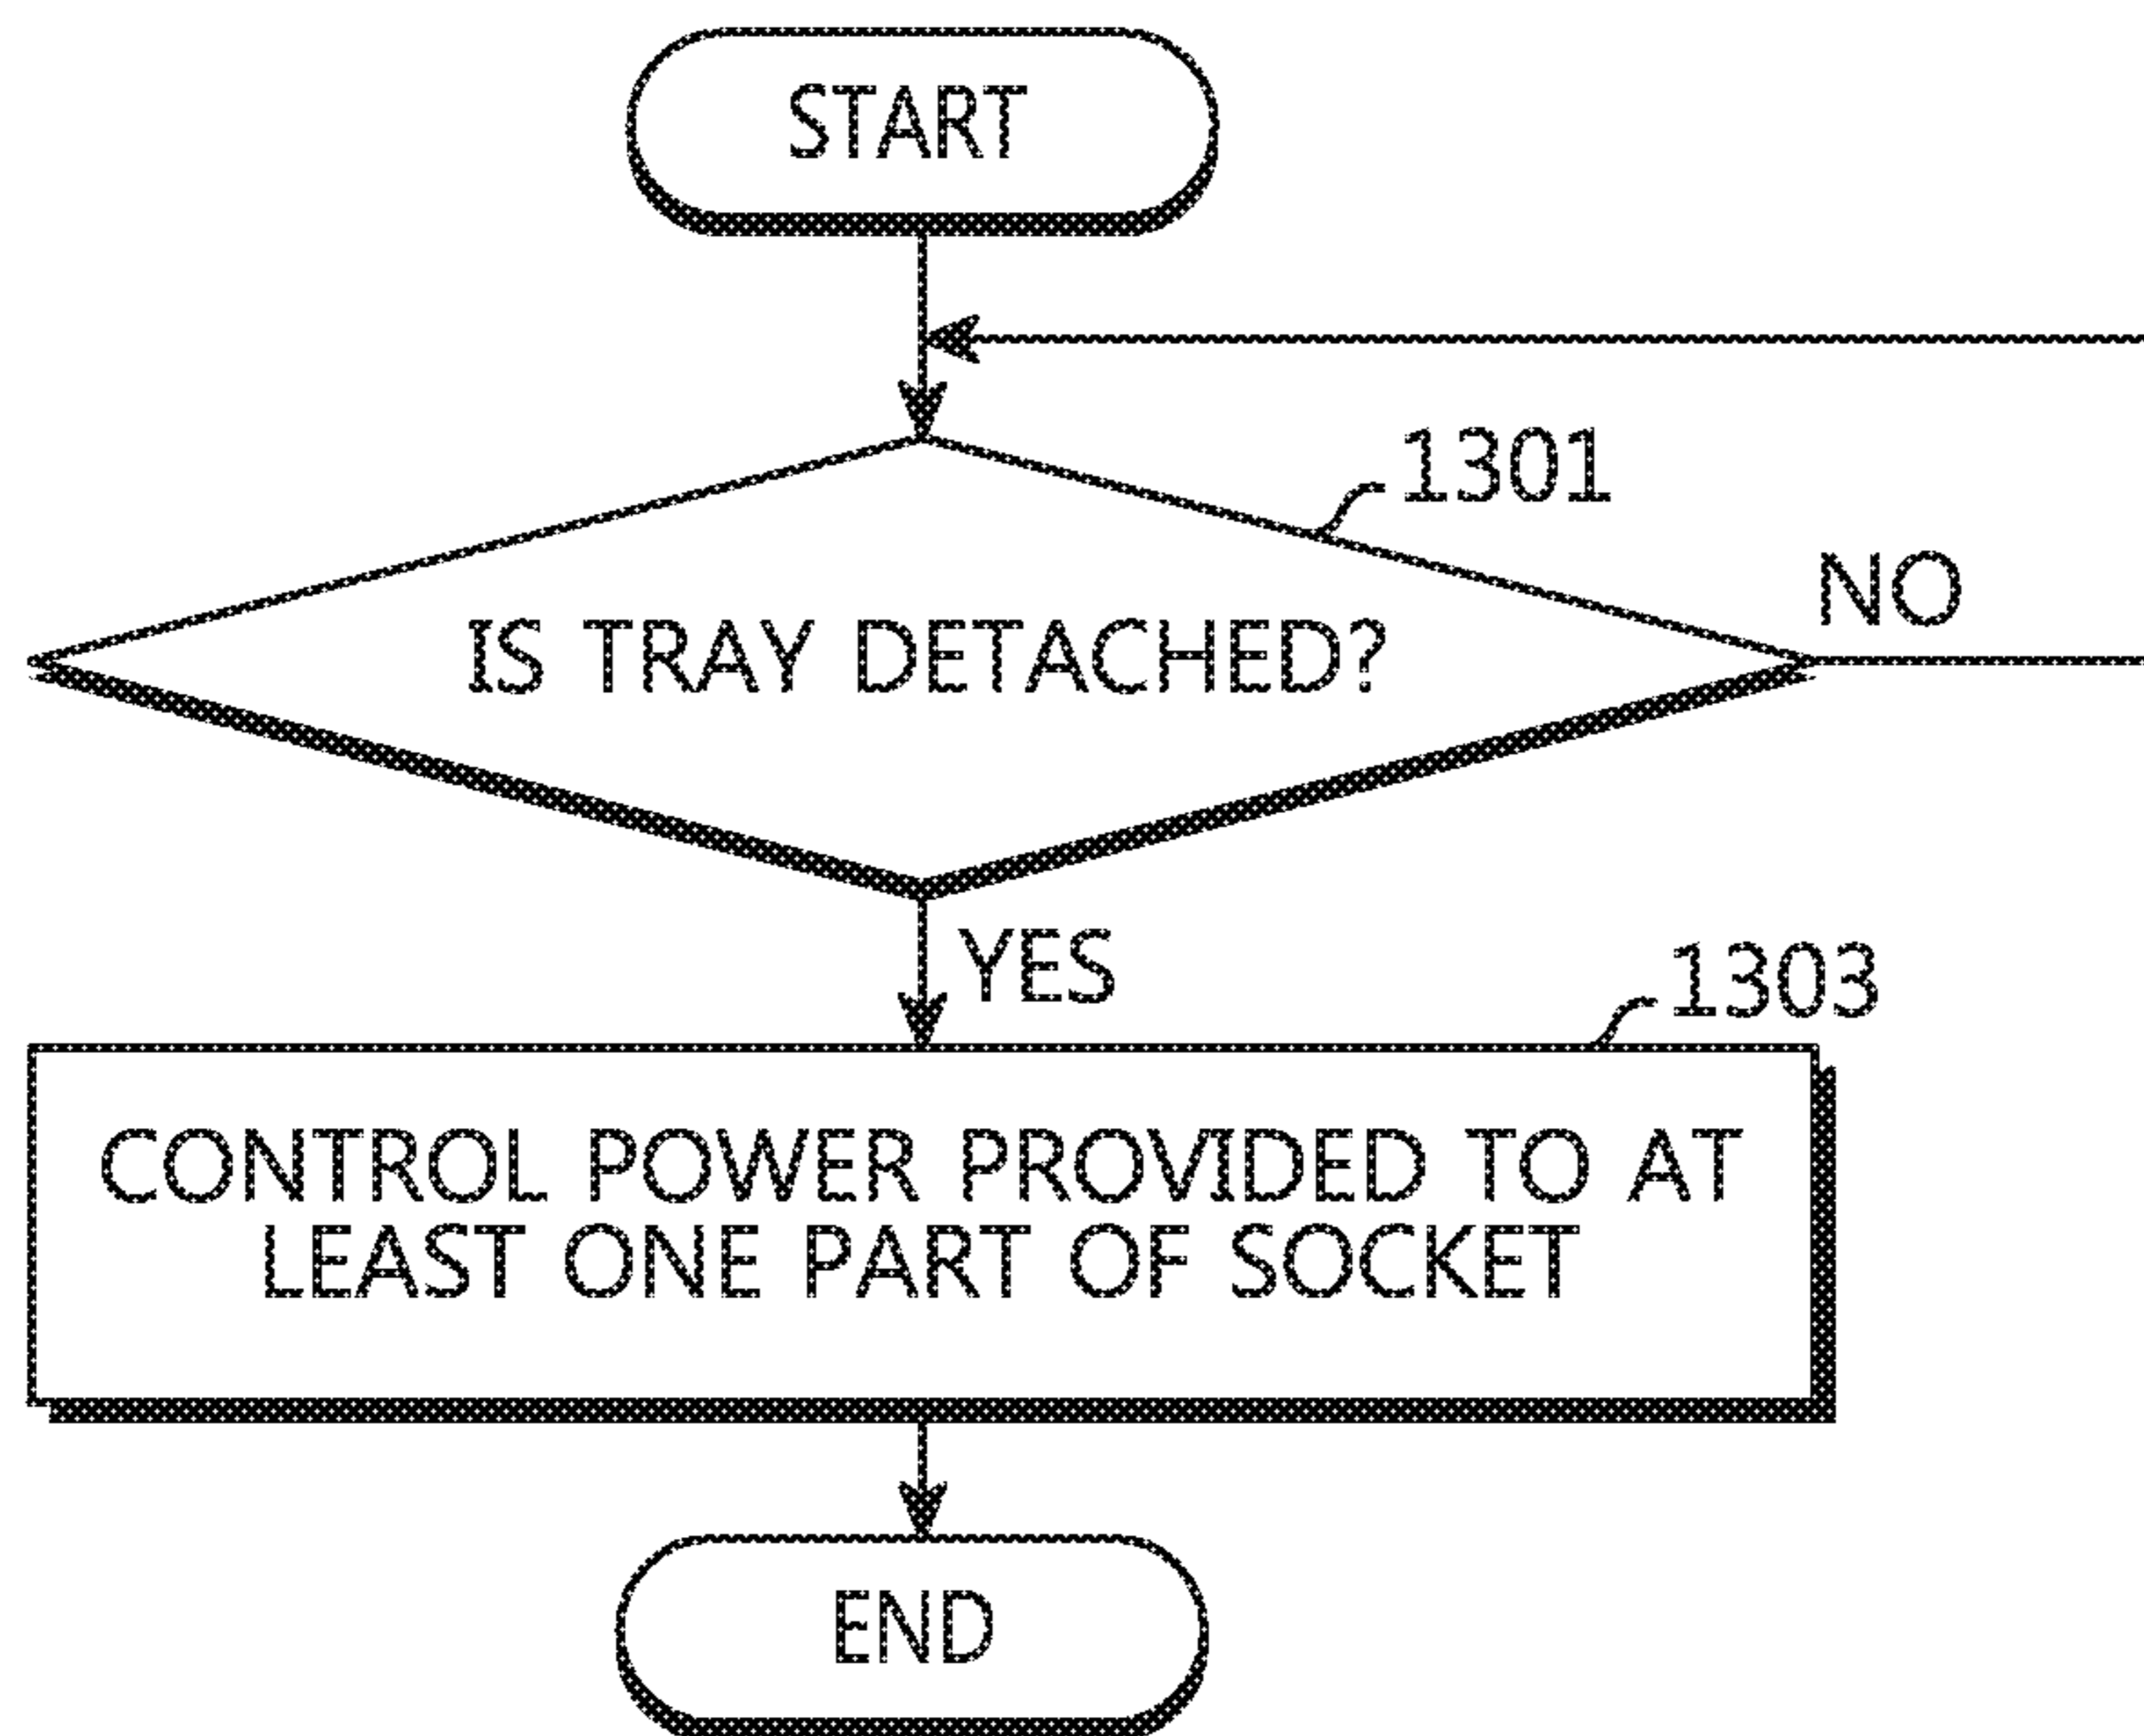 START
1301
NO
IS TRAY DETACHED?
YES
1303
CONTROL POWER PROVIDED TO AT
LEAST ONE PART OF SOCKET
END